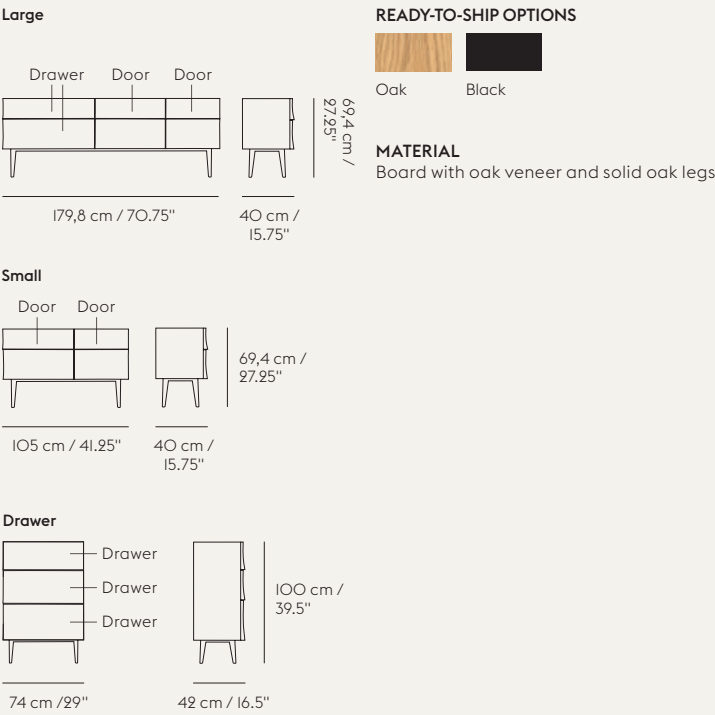 Large
Drawer Door Door
69,4 cm /
27.25"
179,8 cm / 70.75"
40 cm /
15.75"
Small
Door Door
69,4 cm /
27.25"
105 cm / 41.25"
40 cm /
15.75"
Drawer
Drawer
Drawer
Drawer
100 cm /
39.5"
74 cm /29"
42 cm / 16.5"
READY-TO-SHIP OPTIONS
Oak Black
MATERIAL
Board with oak veneer and solid oak legs